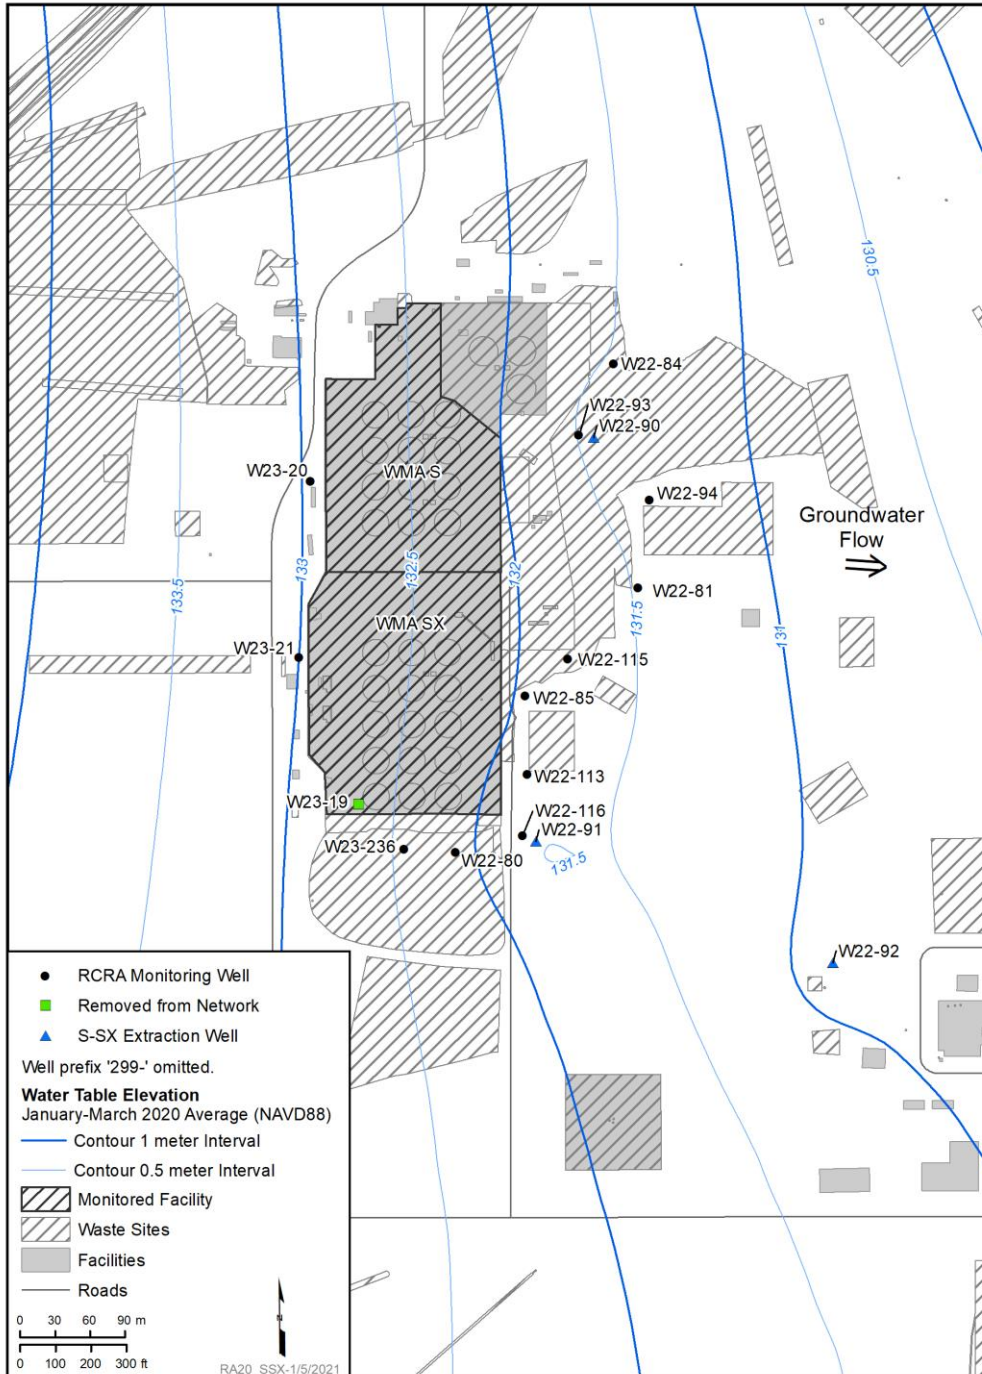 130.5
W22-84
W22-93
W22-90
W23-20
WMA S
W22-94
Groundwater
Flow
133.5
133
132.5
132
W22-81
131.5
131
WMA SX
W23-21
W22-115
W22-85
W22-113
W23-19
W22-116
W22-91
W23-236
W22-80
131.5
W22-92
RCRA Monitoring Well
Removed from Network
S-SX Extraction Well
Well prefix '299-' omitted.
Water Table Elevation
January-March 2020 Average (NAVD88)
Contour 1 meter Interval
Contour 0.5 meter Interval
Monitored Facility
Waste Sites
Facilities
Roads
0 30 60 90 m
0 100 200 300 ft
N
RA20_SSX-1/5/2021